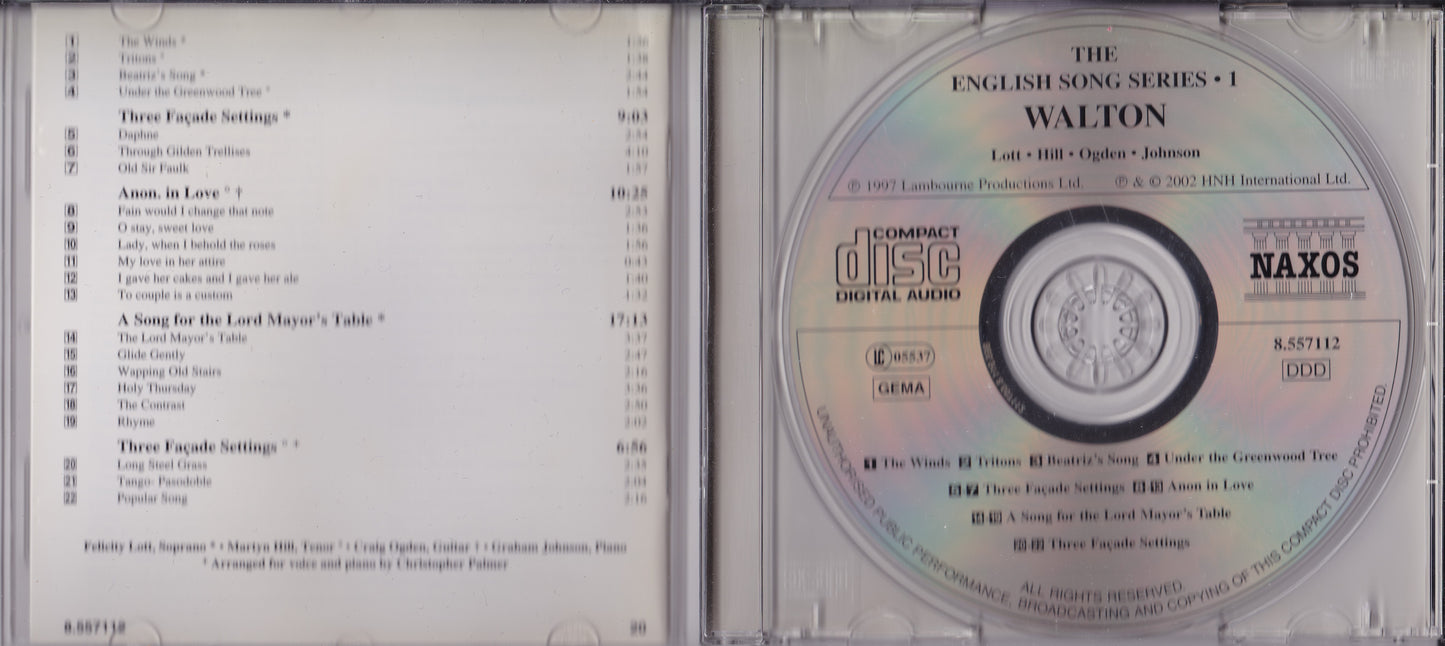 1 The Winds * 1:36
2 Tritons ° 1:38
3 Beatriz's Song * 2:44
4 Under the Greenwood Tree ° 1:54
Three Façade Settings * 9:03
5 Daphne 2:54
6 Through Gilden Trellises 4:10
7 Old Sir Faulk 1:57
Anon. in Love ° † 10:25
8 Fain would I change that note
9 O stay, sweet love 1:36
10 Lady, when I behold the roses 1:56
11 My love in her attire 0:43
12 I gave her cakes and I gave her ale 1:40
13 To couple is a custom
A Song for the Lord Mayor's Table * 17:13
14 The Lord Mayor's Table 3:37
15 Glide Gently 2:47
16 Wapping Old Stairs 2:16
17 Holy Thursday 3:36
18 The Contrast 2:50
19 Rhyme 2:02
Three Façade Settings ° ‡ 6:56
20 Long Steel Grass
21 Tango- Pasodoble 2:04
22 Popular Song 2:16
Felicity Lott, Soprano * • Martyn Hill, Tenor ° • Craig Ogden, Guitar † • Graham Johnson, Piano
Arranged for voice and piano by Christopher Palmer
8.557112 20
THE
ENGLISH SONG SERIES • 1
WALTON
Lott • Hill • Ogden • Johnson
℗ 1997 Lambourne Productions Ltd. ℗ & © 2002 HNH International Ltd.
COMPACT
disc
DIGITAL AUDIO
NAXOS
LC 05537
GEMA
8.557112
DDD
1 The Winds 2 Tritons 3 Beatriz's Song 4 Under the Greenwood Tree
5-7 Three Façade Settings 8-13 Anon in Love
14-19 A Song for the Lord Mayor's Table
20-22 Three Façade Settings
ALL RIGHTS RESERVED.
UNAUTHORISED PUBLIC PERFORMANCE, BROADCASTING AND COPYING OF THIS COMPACT DISC PROHIBITED.